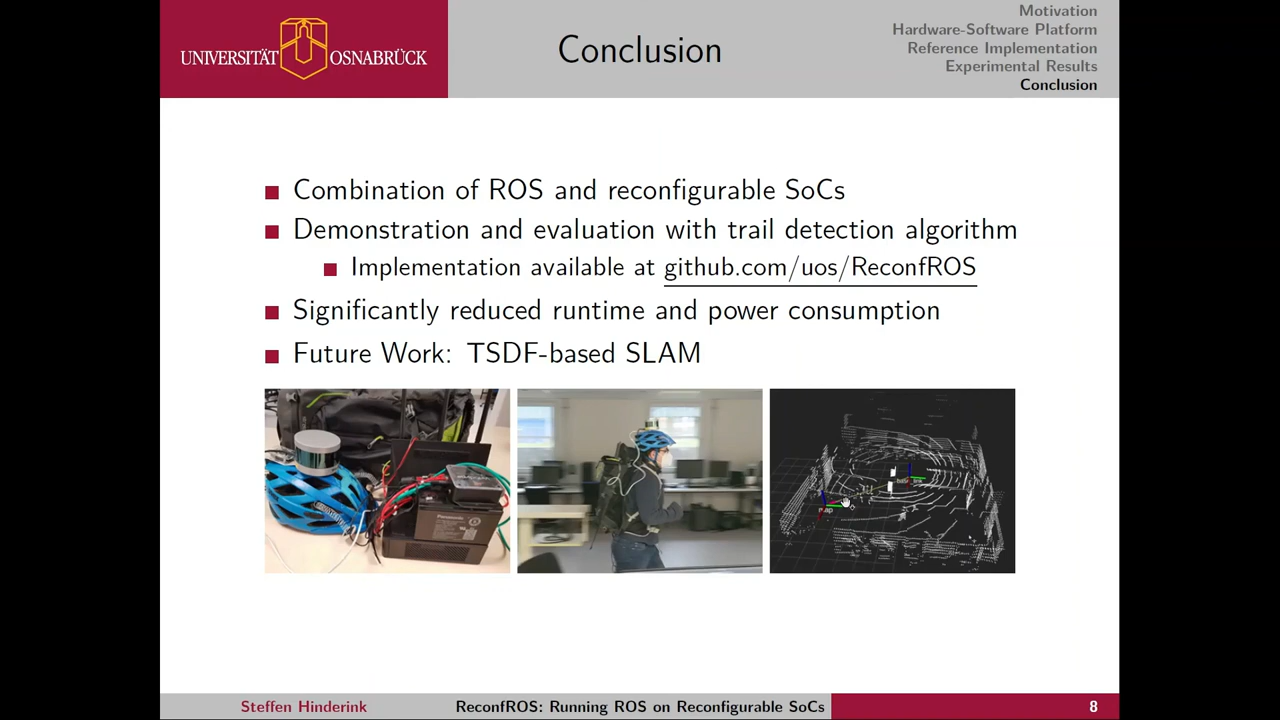 UNIVERSITÄT OSNABRÜCK
Conclusion
Motivation
Hardware-Software Platform
Reference Implementation
Experimental Results
Conclusion
Combination of ROS and reconfigurable SoCs
Demonstration and evaluation with trail detection algorithm
Implementation available at github.com/uos/ReconfROS
Significantly reduced runtime and power consumption
Future Work: TSDF-based SLAM
Panasonic
map
Steffen Hinderink
ReconfROS: Running ROS on Reconfigurable SoCs
8